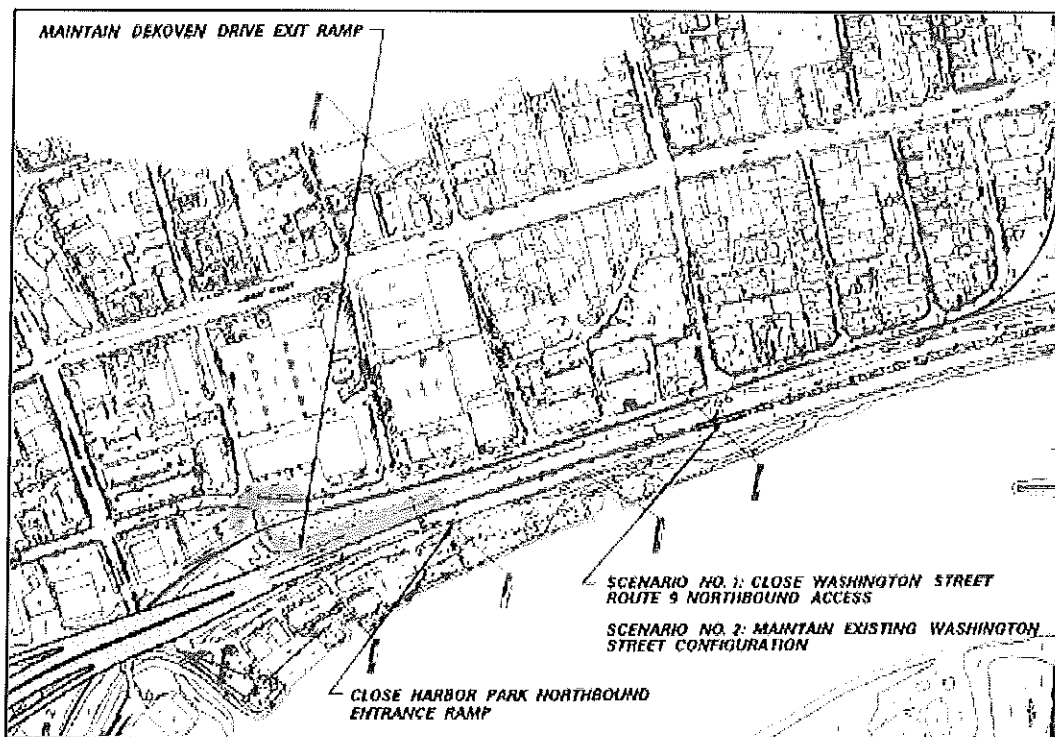 MAINTAIN DEKOVEN DRIVE EXIT RAMP
SCENARIO NO. 1: CLOSE WASHINGTON STREET
ROUTE 9 NORTHBOUND ACCESS
SCENARIO NO. 2: MAINTAIN EXISTING WASHINGTON
STREET CONFIGURATION
CLOSE HARBOR PARK NORTHBOUND
ENTRANCE RAMP